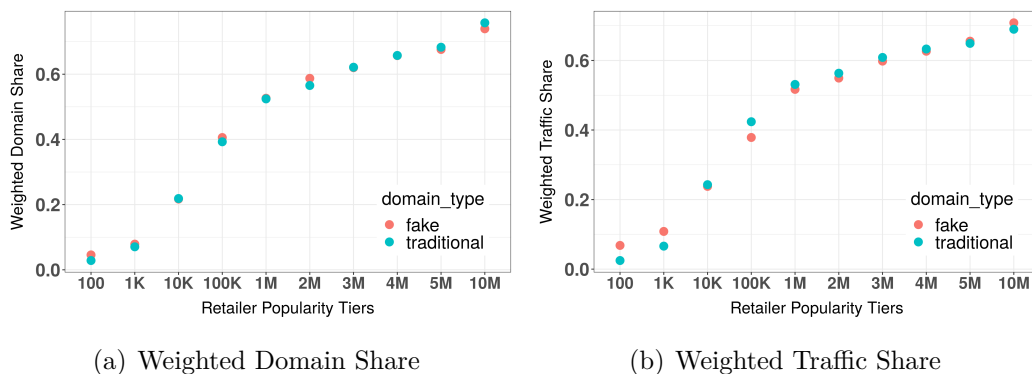 Weighted Domain Share
0.6
0.4
0.2
0.0
domain_type
fake
traditional
100 1K 10K 100K 1M 2M 3M 4M 5M 10M
Retailer Popularity Tiers
(a) Weighted Domain Share
Weighted Traffic Share
0.6
0.4
0.2
0.0
domain_type
fake
traditional
100 1K 10K 100K 1M 2M 3M 4M 5M 10M
Retailer Popularity Tiers
(b) Weighted Traffic Share